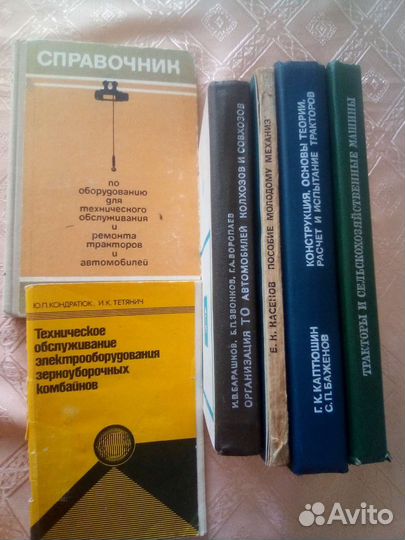 СПРАВОЧНИК
по
оборудованию
для
технического
обслуживания
и
ремонта
тракторов
и
автомобилей
Ю.П.КОНДРАТЮК, И.К.ТЕТЯНИЧ
Техническое
обслуживание
электрооборудования
зерноуборочных
комбайнов
И.В.БАРАШКОВ, Б.П.ЗВОНКОВ, Г.А.ВОРОПАЕВ
ОРГАНИЗАЦИЯ ТО АВТОМОБИЛЕЙ КОЛХОЗОВ И СОВХОЗОВ
Е. К. КАСЕНОВ ПОСОБИЕ МОЛОДОМУ МЕХАНИЗ
Г. К. КАПТЮШИН
С. П. БАЖЕНОВ
КОНСТРУКЦИЯ, ОСНОВЫ ТЕОРИИ,
РАСЧЕТ И ИСПЫТАНИЕ ТРАКТОРОВ
ТРАКТОРЫ И СЕЛЬСКОХОЗЯЙСТВЕННЫЕ МАШИНЫ
Avito